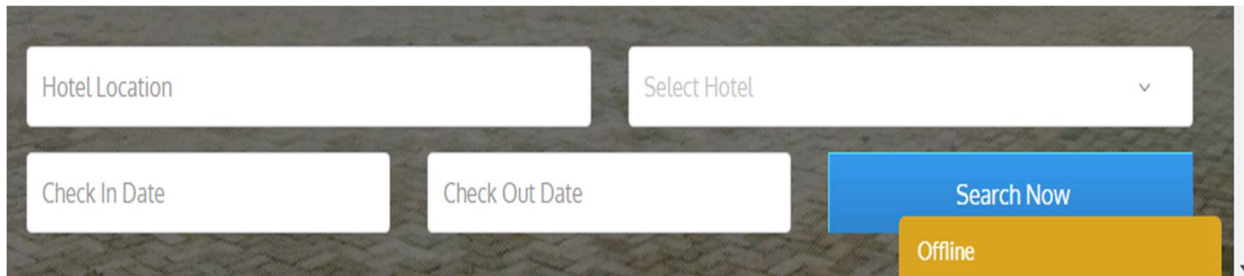 Hotel Location
Select Hotel
Check In Date
Check Out Date
Search Now
Offline